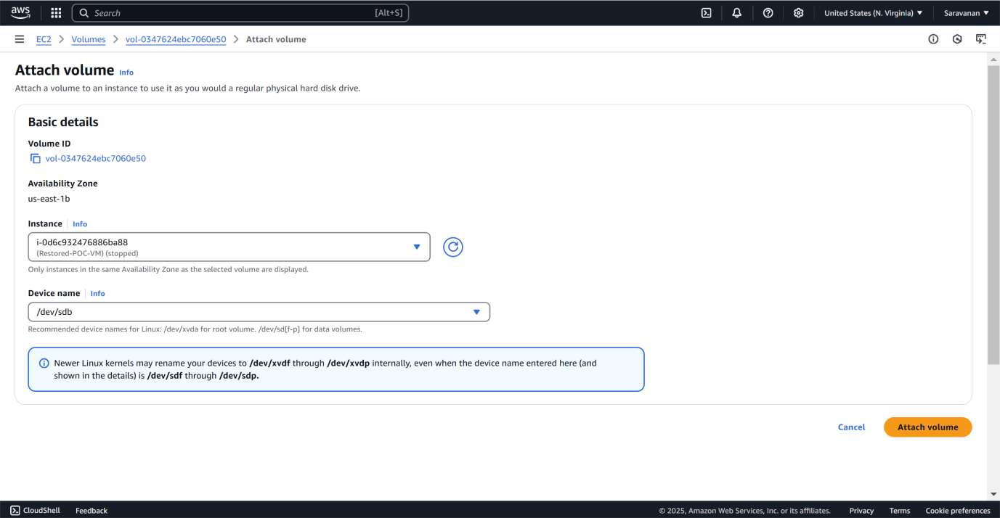 aws
Search [Alt+S]
United States (N. Virginia) Saravanan
EC2 Volumes vol-0347624ebc7060e50 Attach volume
Attach volume Info
Attach a volume to an instance to use it as you would a regular physical hard disk drive.
Basic details
Volume ID
vol-0347624ebc7060e50
Availability Zone
us-east-1b
Instance Info
i-0d6c932476886ba88
(Restored-POC-VM) (stopped)
Only instances in the same Availability Zone as the selected volume are displayed.
Device name Info
/dev/sdb
Recommended device names for Linux: /dev/xvda for root volume. /dev/sd[f-p] for data volumes.
Newer Linux kernels may rename your devices to /dev/xvdf through /dev/xvdp internally, even when the device name entered here (and
shown in the details) is /dev/sdf through /dev/sdp.
Cancel Attach volume
CloudShell Feedback © 2025, Amazon Web Services, Inc. or its affiliates. Privacy Terms Cookie preferences